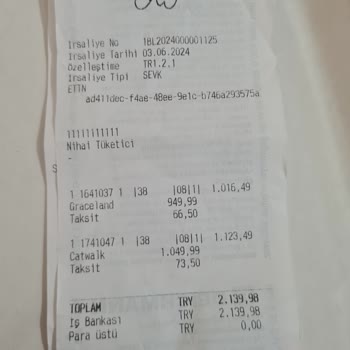 İrsaliye No 1BL2024000001125
İrsaliye Tarihi 03.06.2024
Özelleştime TR1.2.1
İrsaliye Tipi SEVK
ETTN
ad411dec-f4ae-48ee-9e1c-b746a293575a
11111111111
Nihai Tüketici
-
1 1641037 1 |38 |08|1| 1.016,49
Graceland 949,99
Taksit 66,50
1 1741047 1 |38 |08|1| 1.123,49
Catwalk 1.049,99
Taksit 73,50
TOPLAM TRY 2.139,98
İş Bankası TRY 2.139,98
Para üstü TRY 0,00